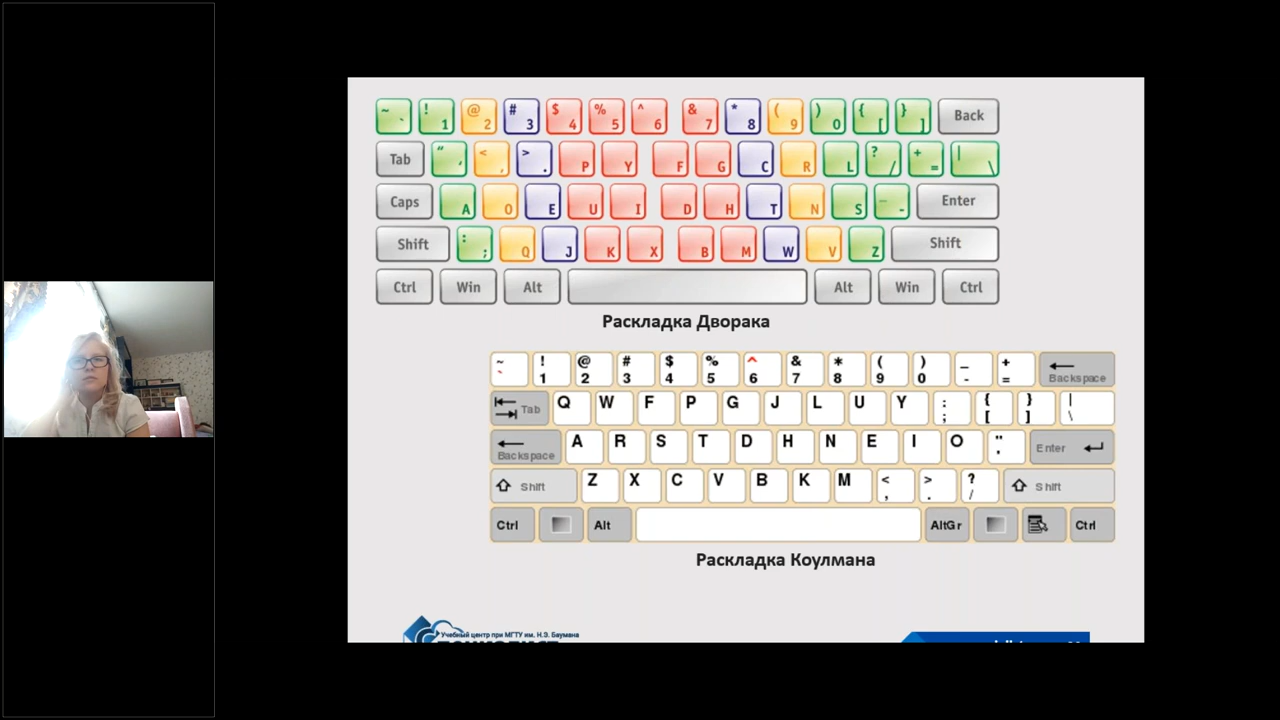 ~ ` ! 1 @ 2 # 3 $ 4 % 5 ^ 6 & 7 * 8 ( 9 ) 0 { [ } ] Back
Tab " ' < , > . P Y F G C R L ? / + = | \
Caps A O E U I D H T N S _ - Enter
Shift : ; Q J K X B M W V Z Shift
Ctrl Win Alt Alt Win Ctrl
Раскладка Дворака
~ ` ! 1 @ 2 # 3 $ 4 % 5 ^ 6 & 7 * 8 ( 9 ) 0 _ - + = Backspace
Tab Q W F P G J L U Y : ; { [ } ] | \
Backspace A R S T D H N E I O " ' Enter
Shift Z X C V B K M < , > . ? / Shift
Ctrl Alt AltGr Ctrl
Раскладка Коулмана
Учебный центр при МГТУ им. Н.Э. Баумана